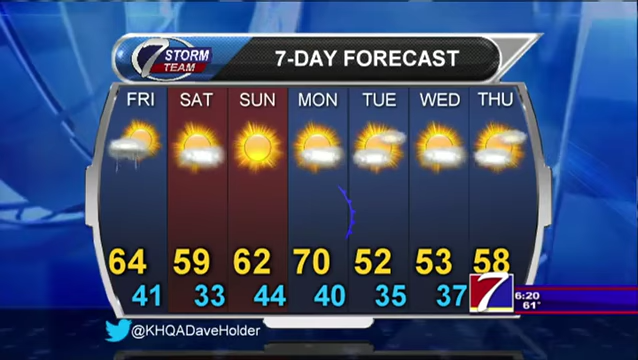 7 STORM TEAM
7-DAY FORECAST
FRI SAT SUN MON TUE WED THU
64 59 62 70 52 53 58
41 33 44 40 35 37
7
6:20
61°
@KHQADaveHolder